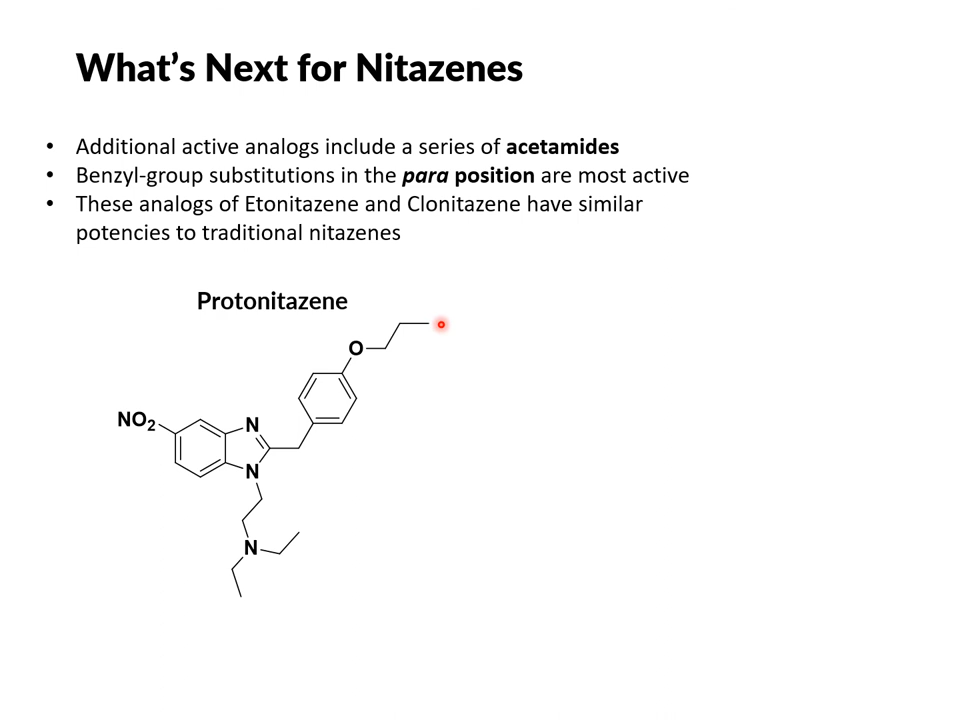 What’s Next for Nitazenes
• Additional active analogs include a series of acetamides
• Benzyl-group substitutions in the para position are most active
• These analogs of Etonitazene and Clonitazene have similar
potencies to traditional nitazenes
Protonitazene
O
NO2
N
N
N